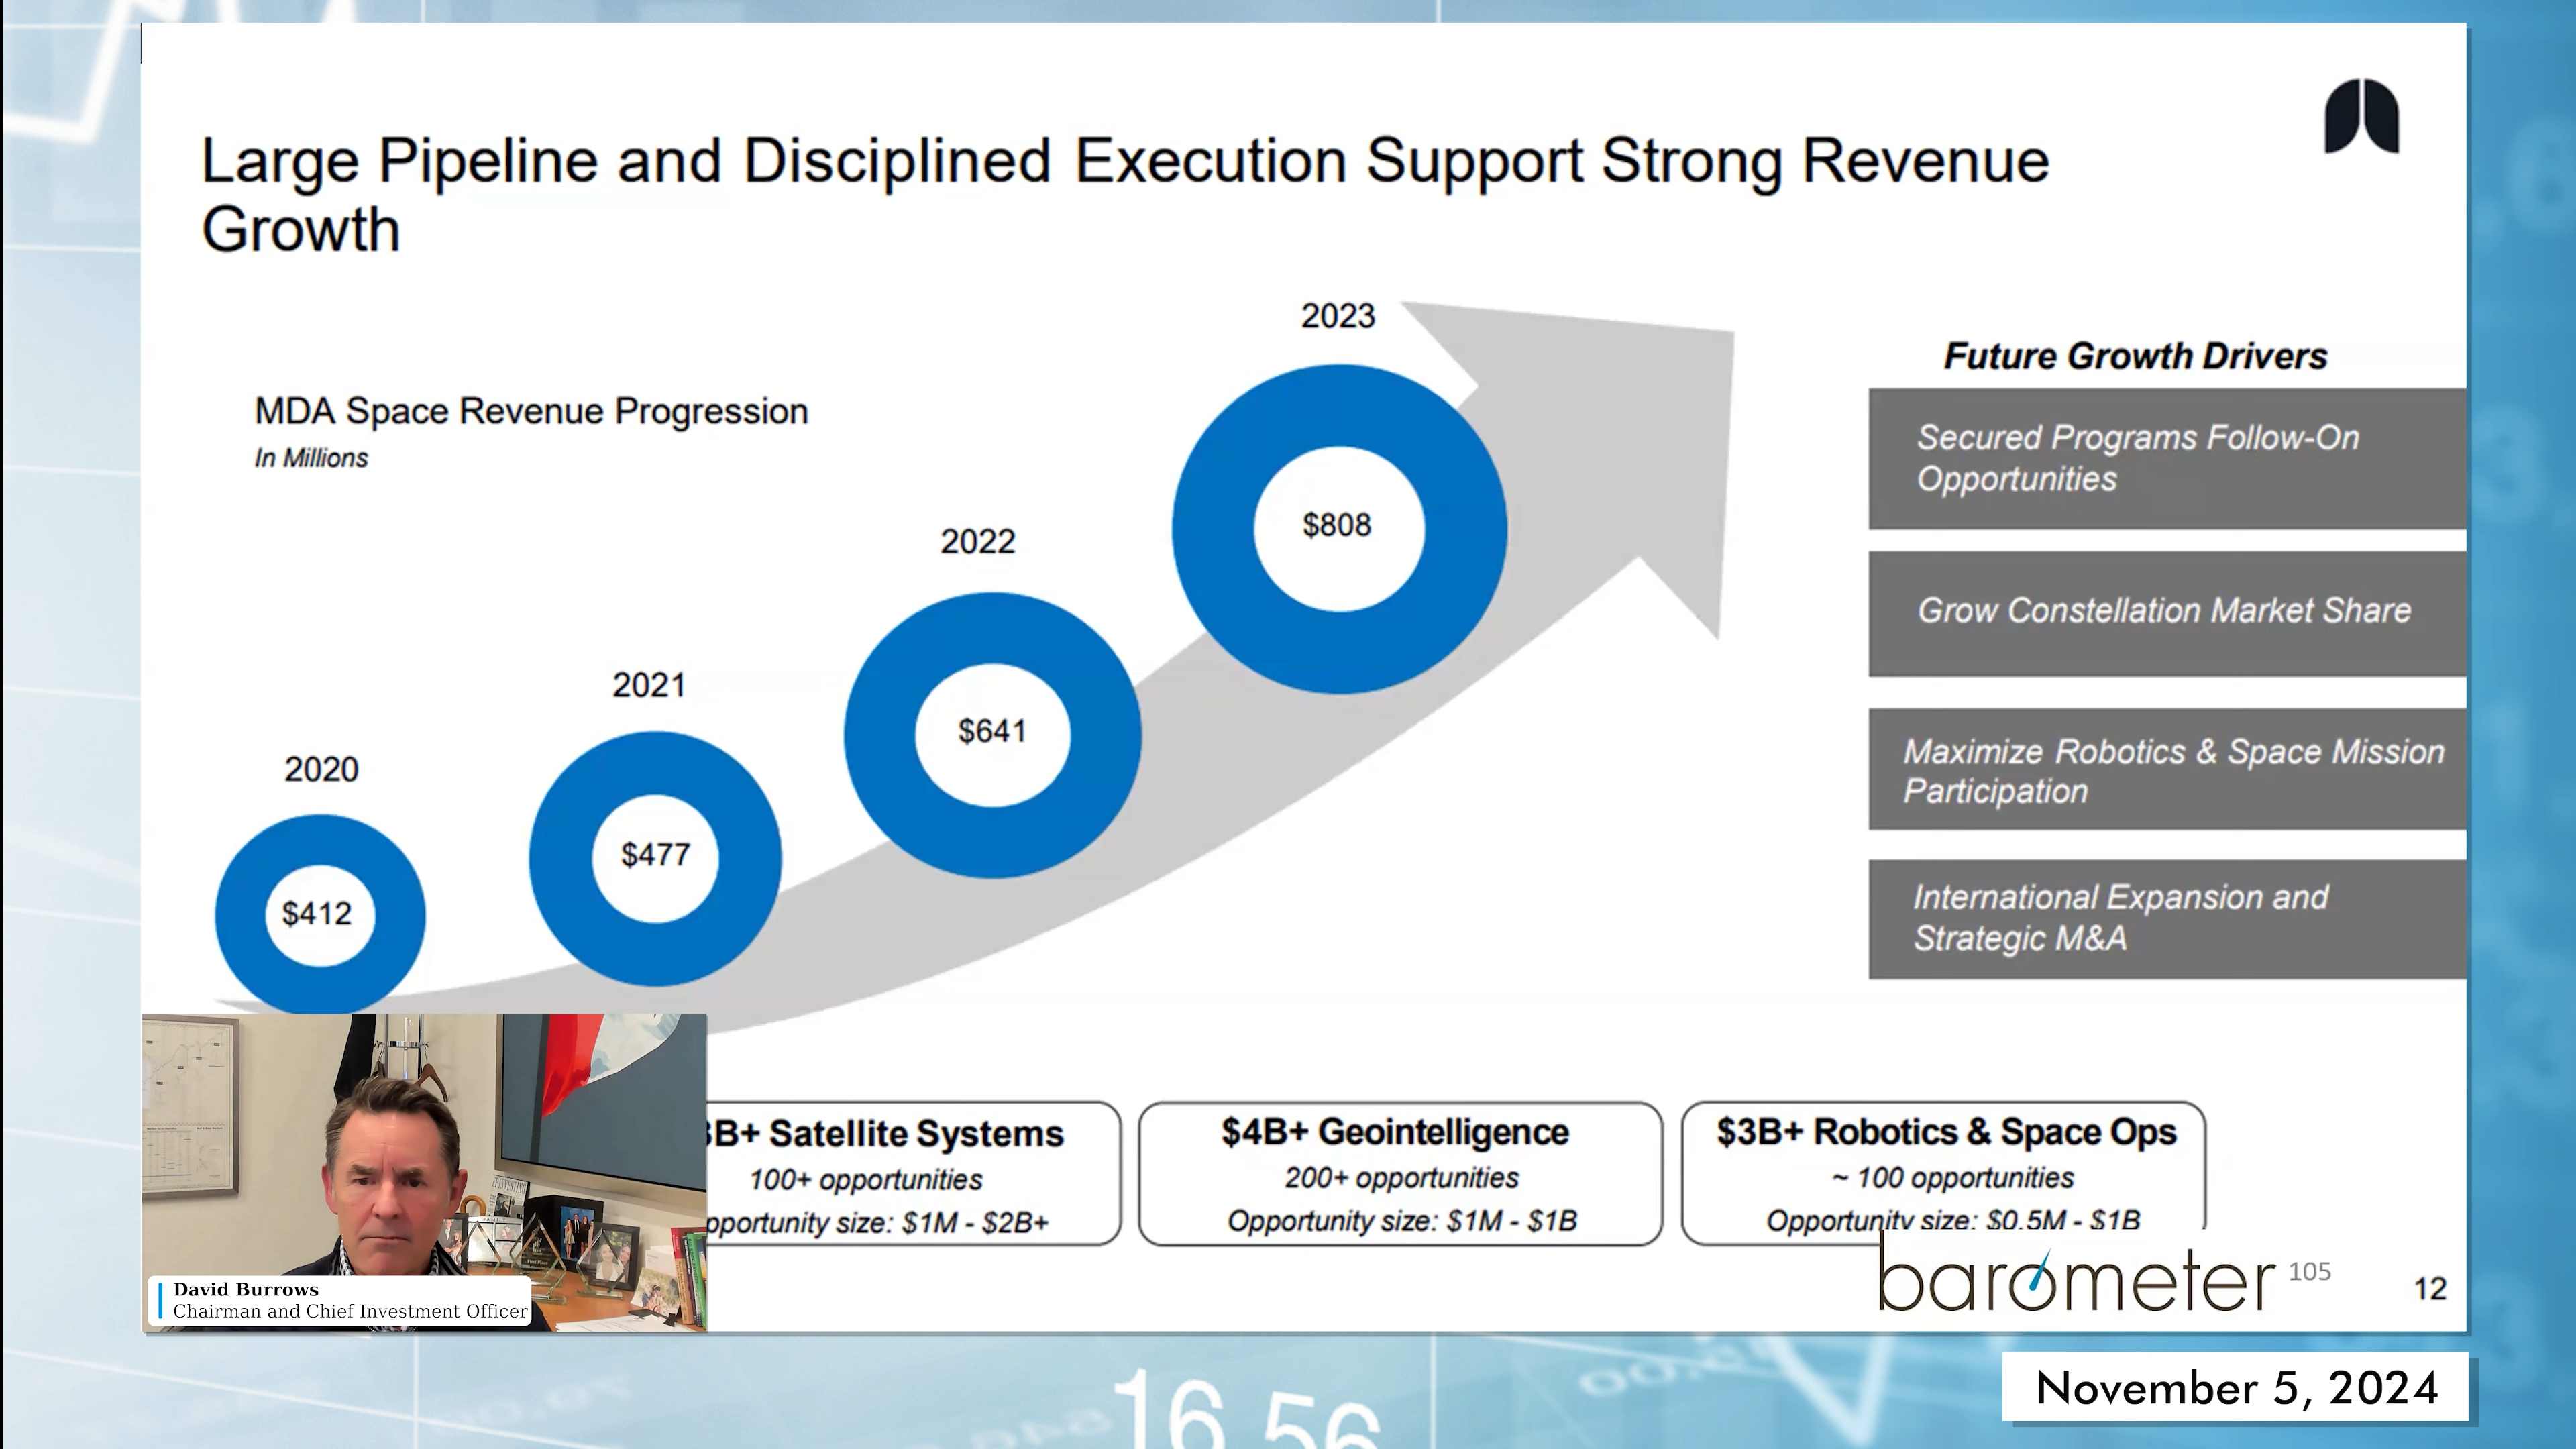 Large Pipeline and Disciplined Execution Support Strong Revenue
Growth
MDA Space Revenue Progression
In Millions
2020
$412
2021
$477
2022
$641
2023
$808
Future Growth Drivers
Secured Programs Follow-On
Opportunities
Grow Constellation Market Share
Maximize Robotics & Space Mission
Participation
International Expansion and
Strategic M&A
B+ Satellite Systems
100+ opportunities
pportunity size: $1M - $2B+
$4B+ Geointelligence
200+ opportunities
Opportunity size: $1M - $1B
$3B+ Robotics & Space Ops
~ 100 opportunities
Opportunity size: $0.5M - $1B
David Burrows
Chairman and Chief Investment Officer
barometer
105
12
November 5, 2024
16.56